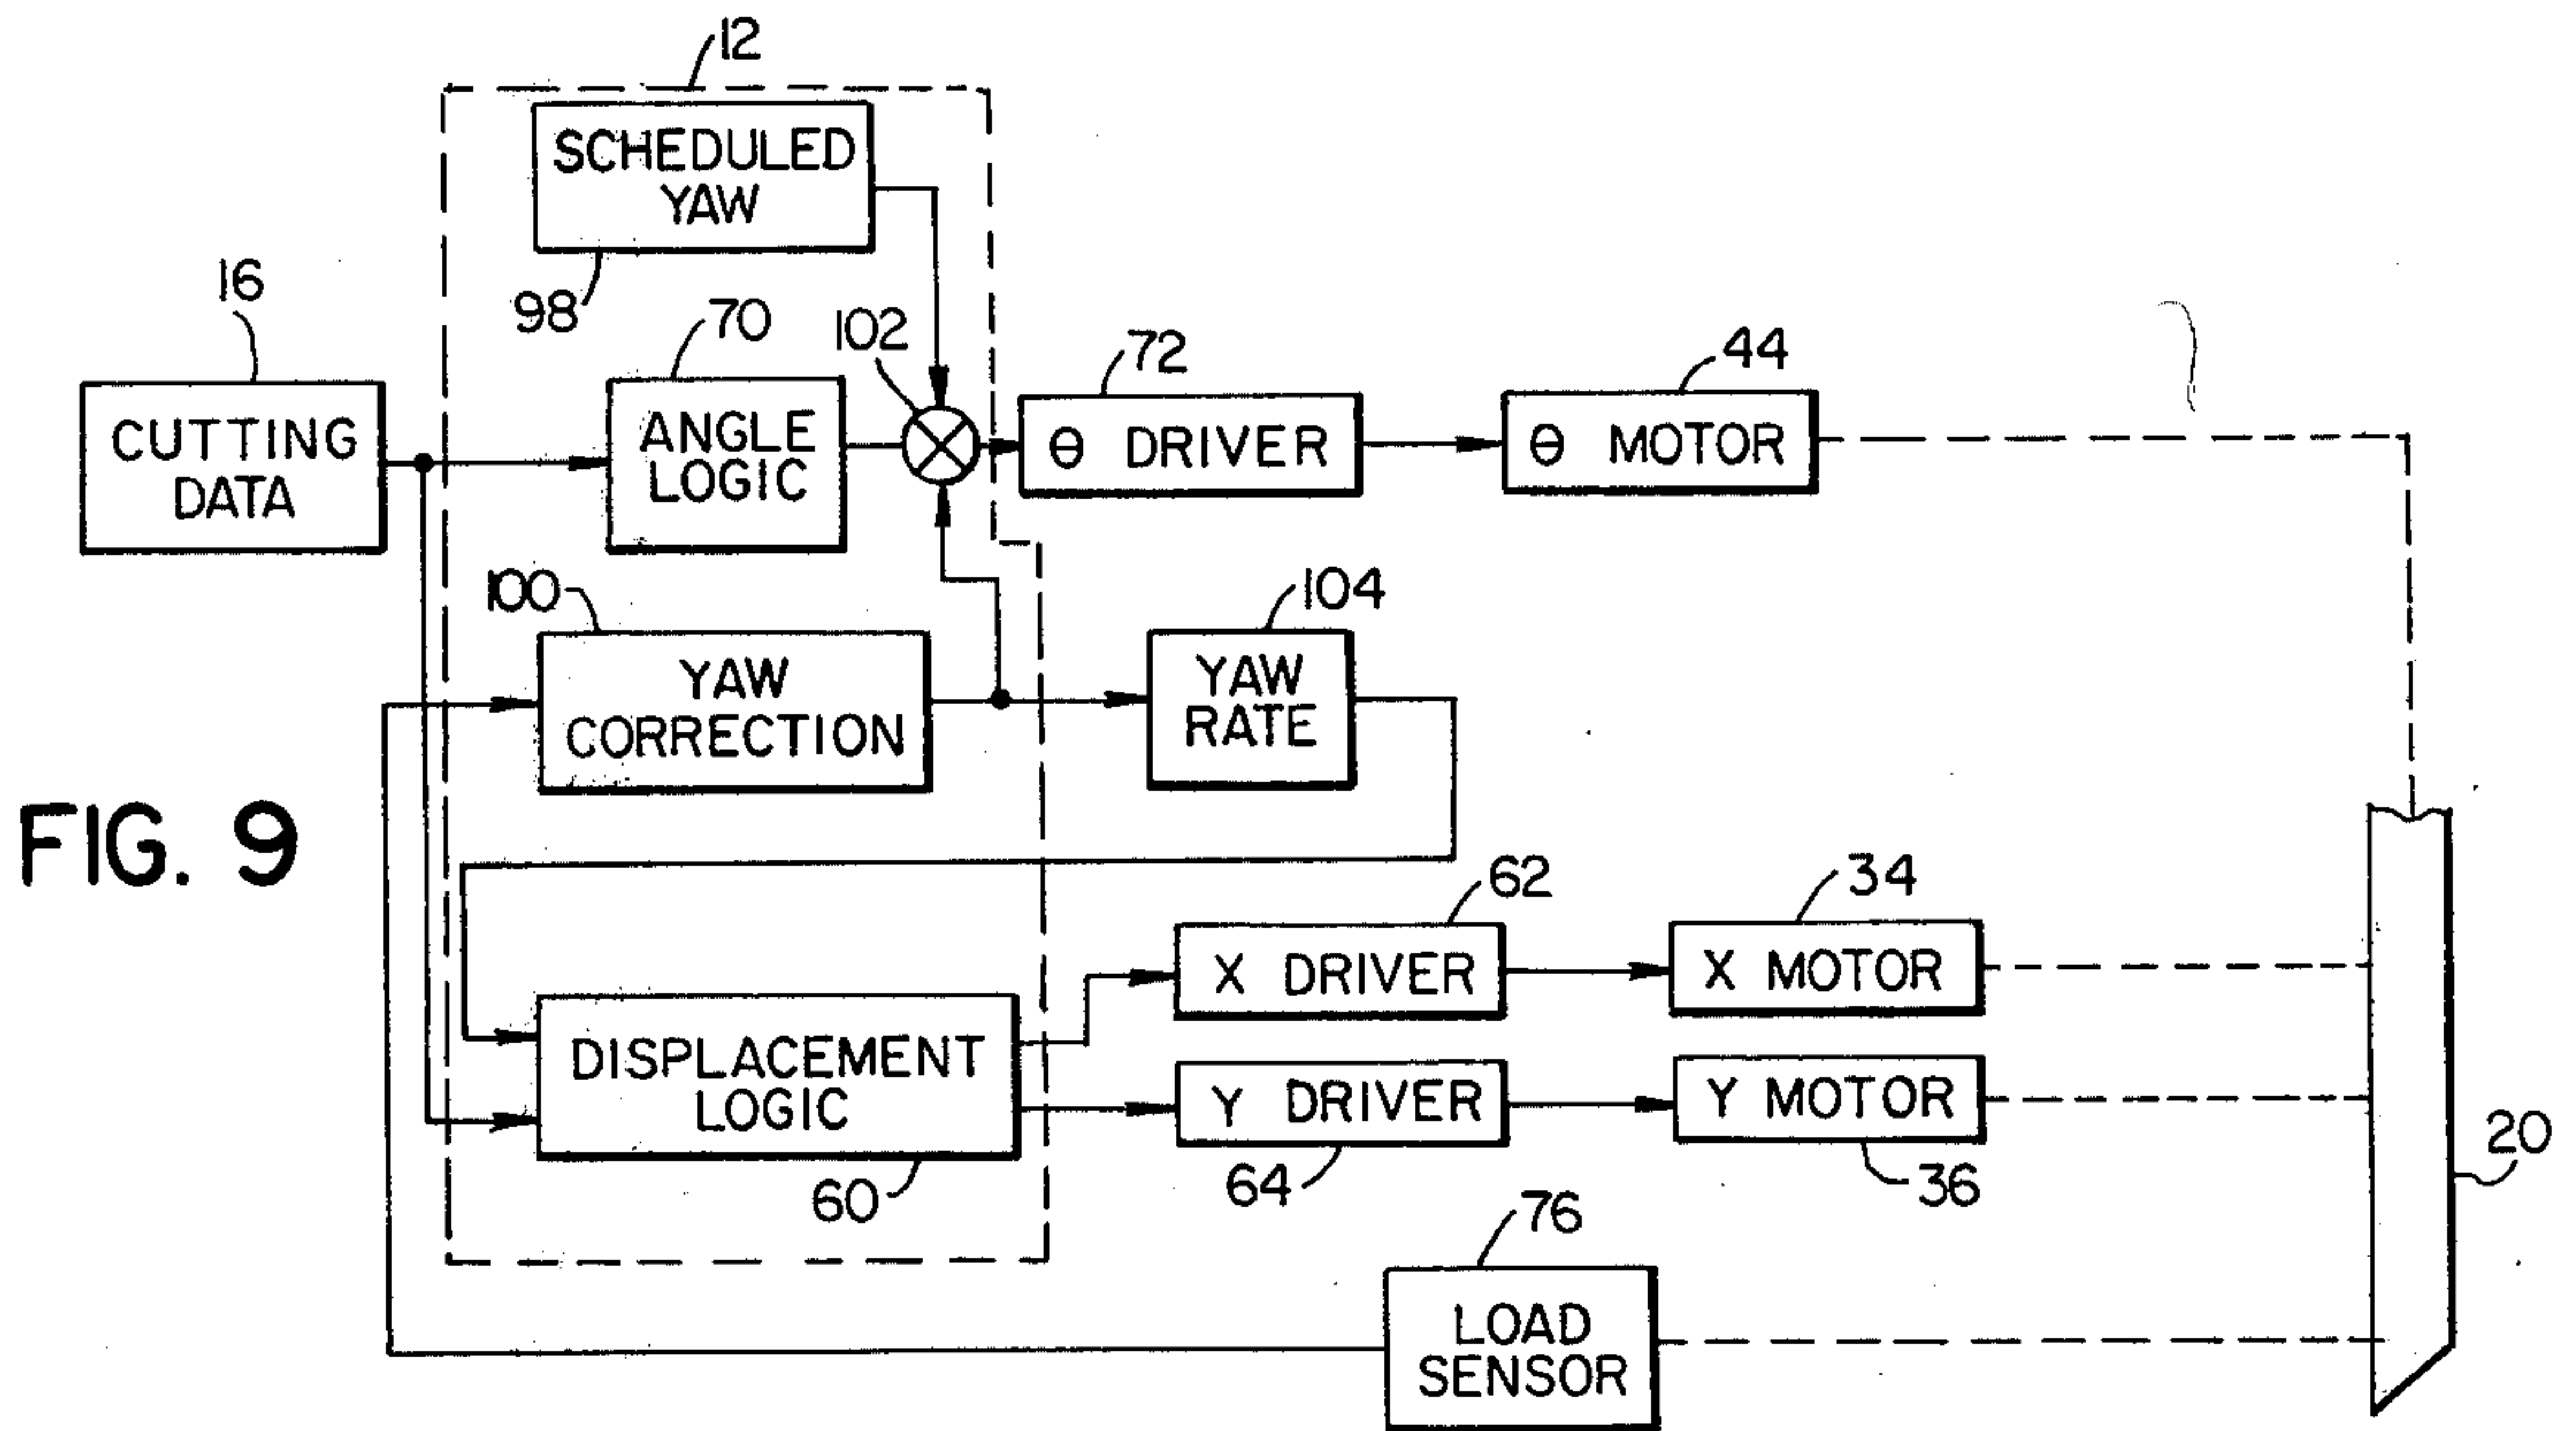 12
SCHEDULED
YAW
98
16
CUTTING
DATA
70
ANGLE
LOGIC
102
72
θ DRIVER
44
θ MOTOR
100
YAW
CORRECTION
104
YAW
RATE
FIG. 9
62
X DRIVER
34
X MOTOR
DISPLACEMENT
LOGIC
60
Y DRIVER
64
Y MOTOR
36
20
76
LOAD
SENSOR